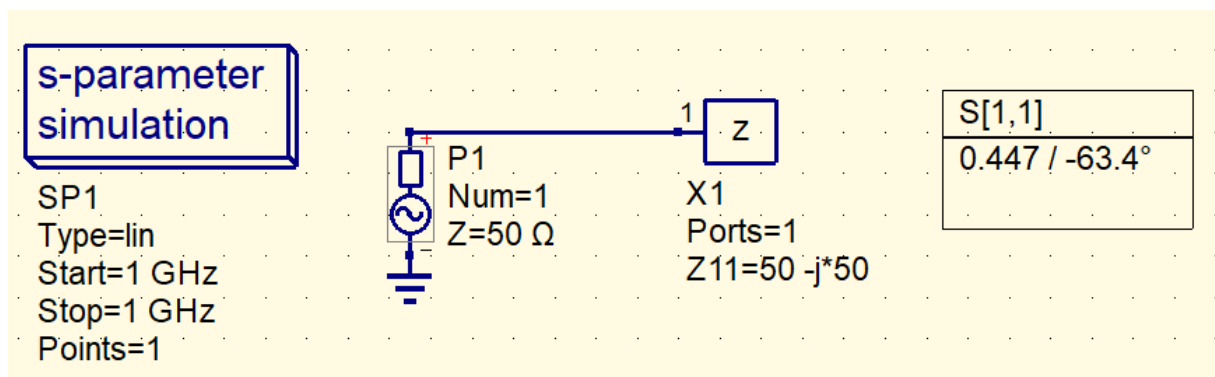 s-parameter
simulation
SP1
Type=lin
Start=1 GHz
Stop=1 GHz
Points=1
+
P1
Num=1
Z=50 Ω
−
1
Z
X1
Ports=1
Z11=50 -j*50
S[1,1]
0.447 / -63.4°